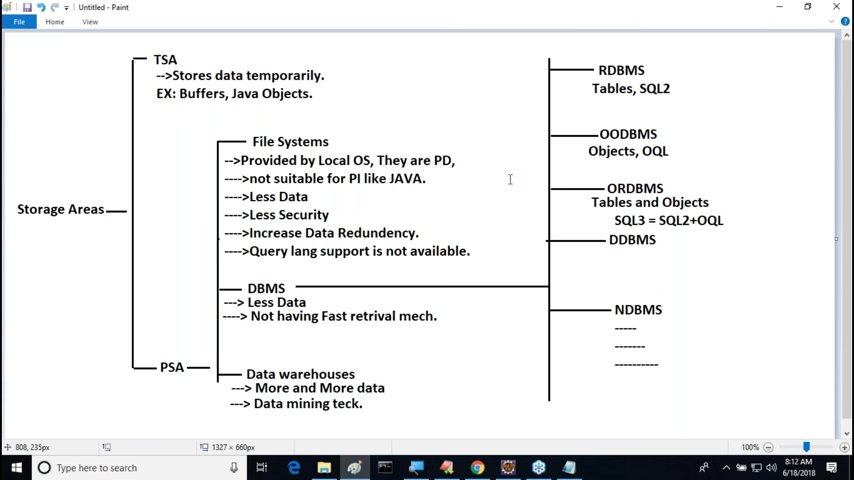 Untitled - Paint
File
Home
View
TSA
-->Stores data temporarily.
EX: Buffers, Java Objects.
File Systems
-->Provided by Local OS, They are PD,
---->not suitable for PI like JAVA.
---->Less Data
---->Less Security
---->Increase Data Redundency.
---->Query lang support is not available.
Storage Areas
DBMS
---> Less Data
----> Not having Fast retrival mech.
PSA
Data warehouses
---> More and More data
---> Data mining teck.
RDBMS
Tables, SQL2
OODBMS
Objects, OQL
ORDBMS
Tables and Objects
SQL3 = SQL2+OQL
DDBMS
NDBMS
-----
-------
----------
808, 235px
1327 × 660px
100%
Type here to search
8:12 AM
6/18/2018